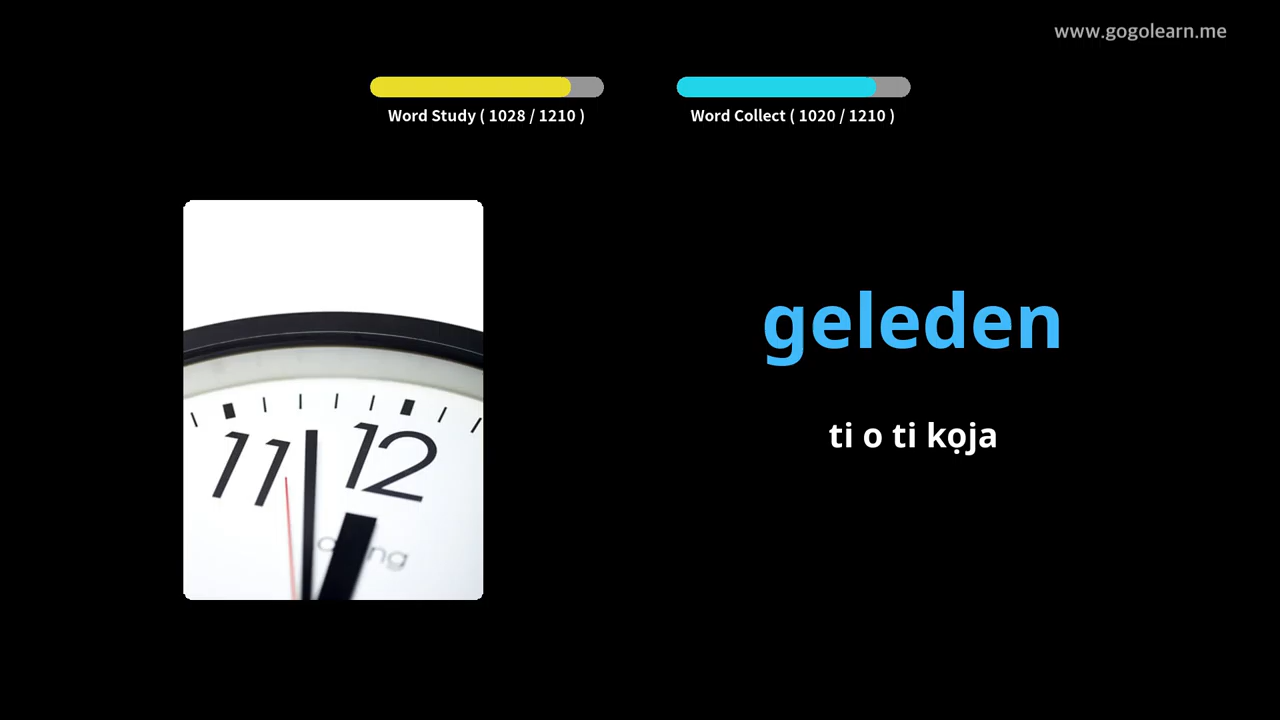 www.gogolearn.me
Word Study ( 1028 / 1210 )
Word Collect ( 1020 / 1210 )
11
12
geleden
ti o ti kọja